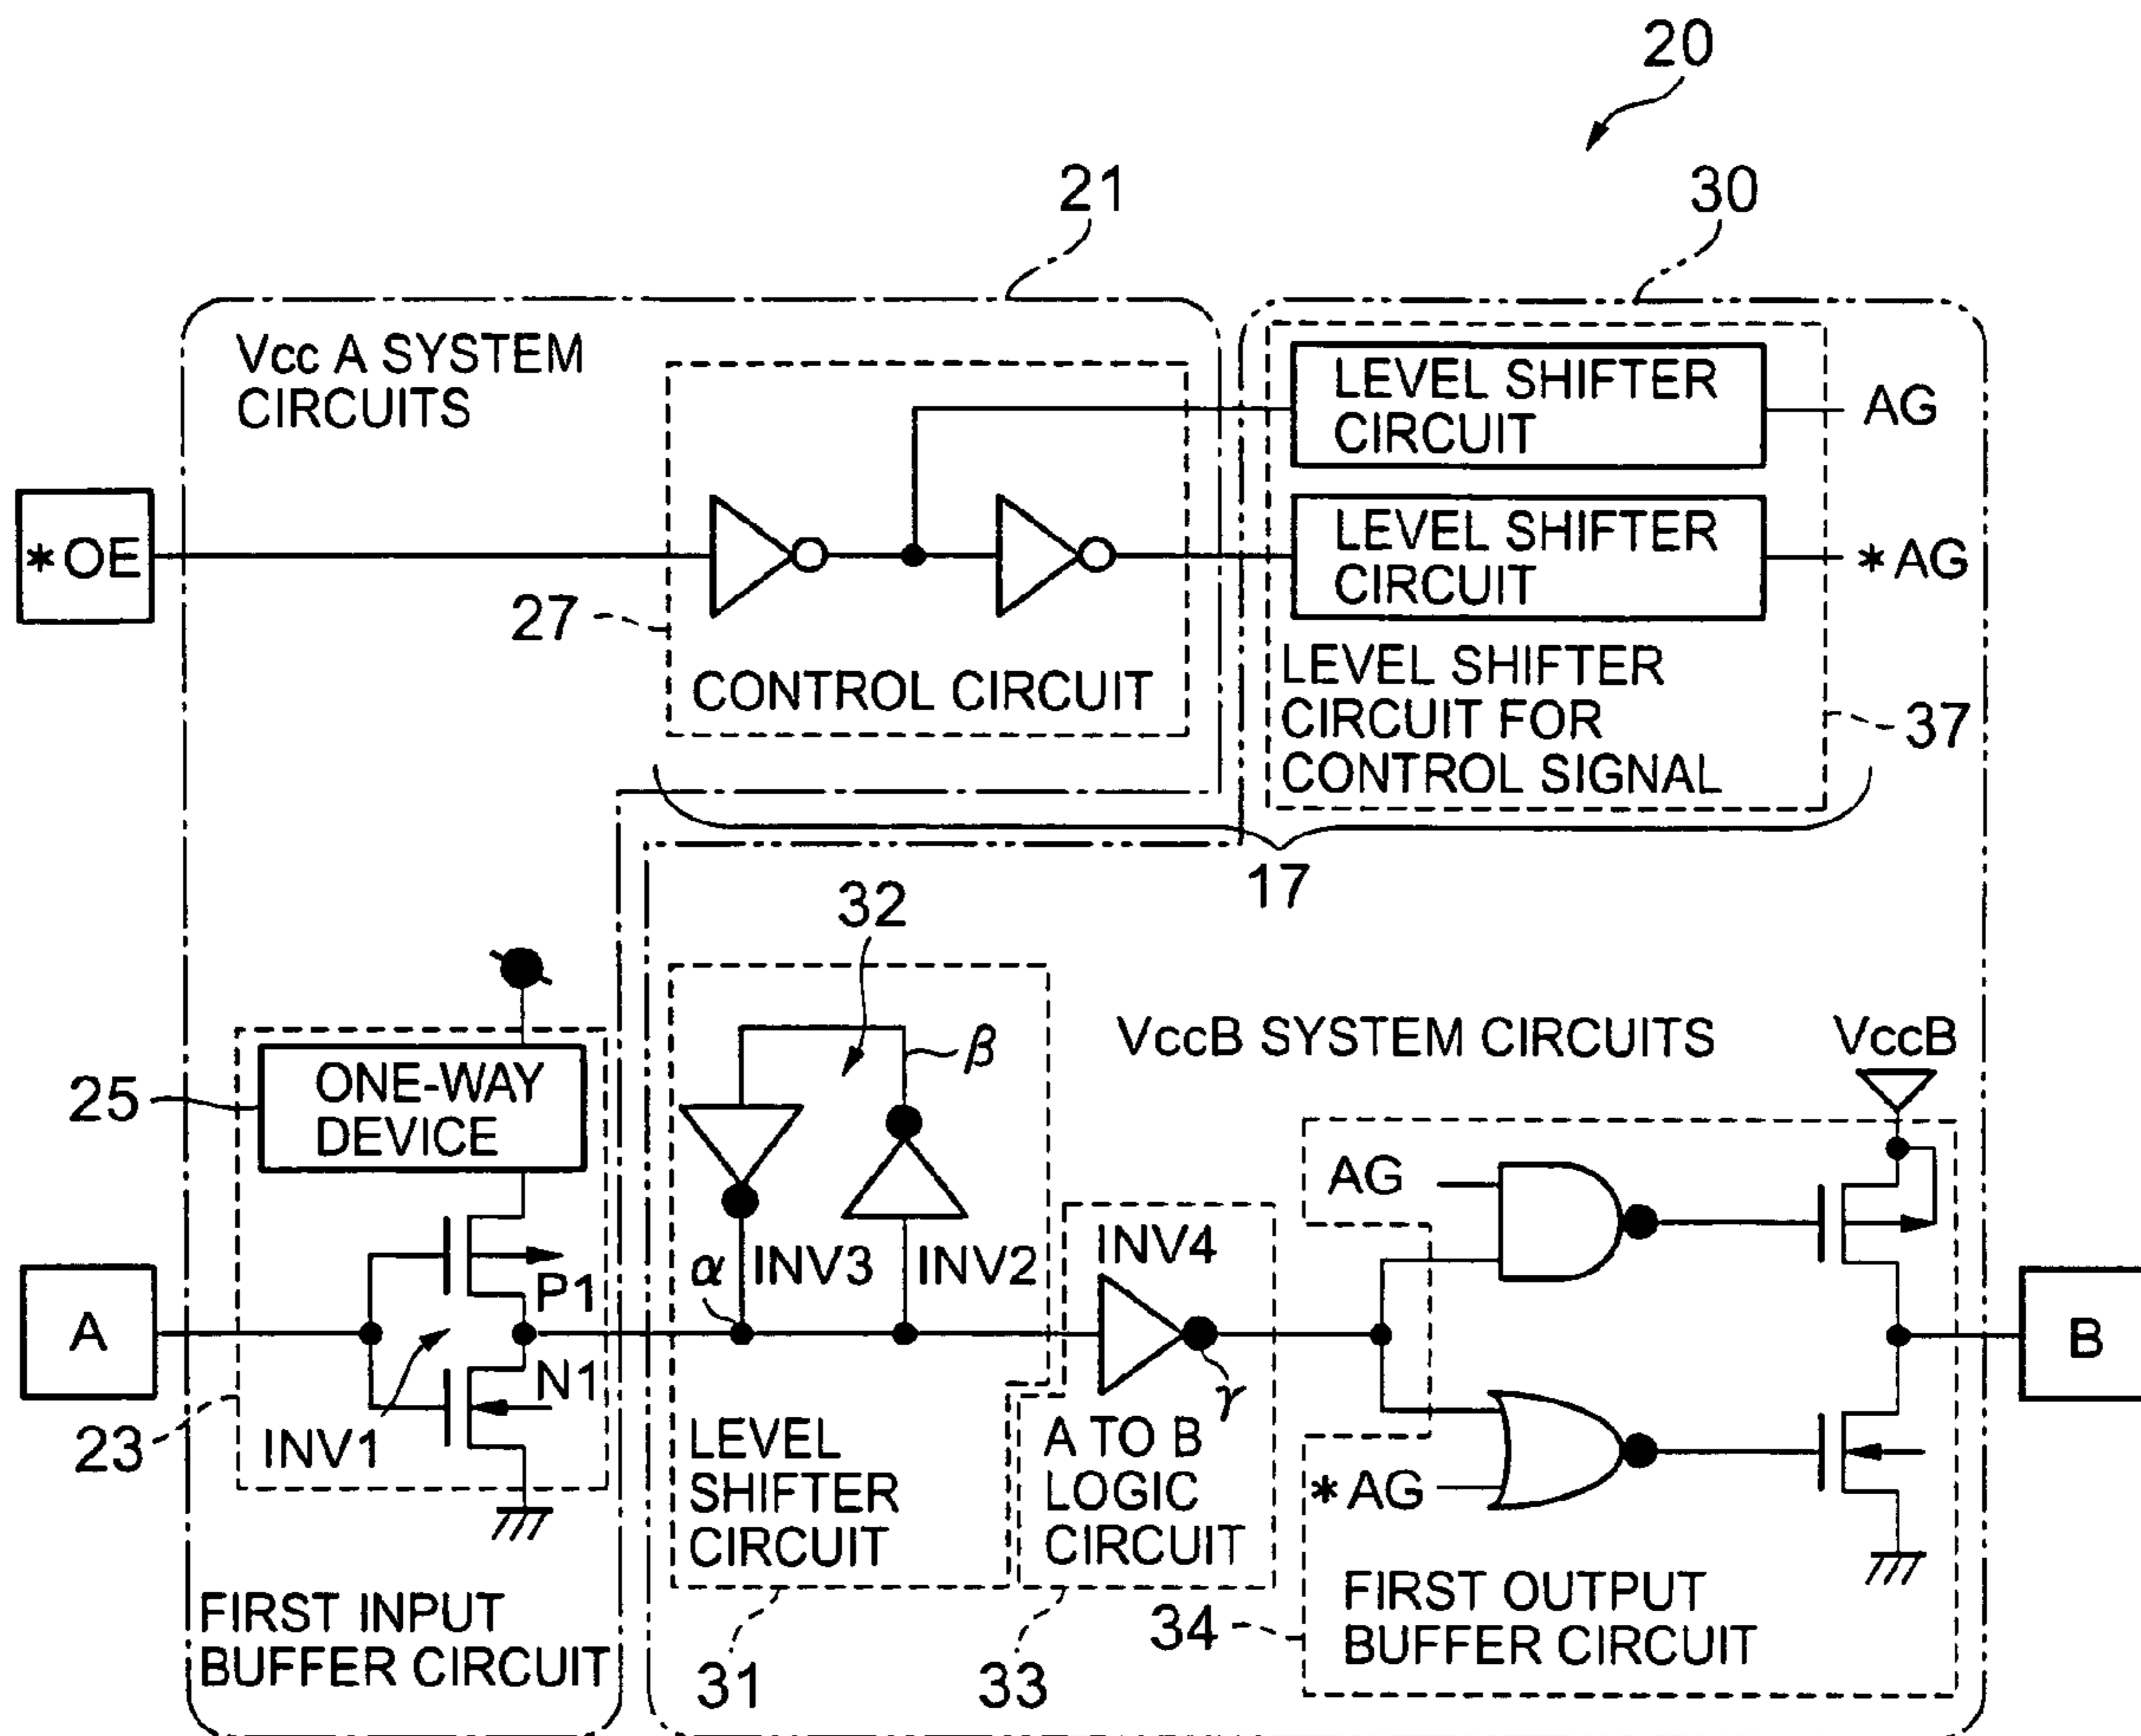 20
21
30
Vcc A SYSTEM
CIRCUITS
LEVEL SHIFTER
CIRCUIT
AG
*OE
LEVEL SHIFTER
CIRCUIT
*AG
27
CONTROL CIRCUIT
LEVEL SHIFTER
CIRCUIT FOR
CONTROL SIGNAL
37
17
32
β
VccB SYSTEM CIRCUITS
VccB
25
ONE-WAY
DEVICE
AG
P1
α
INV3
INV2
INV4
A
B
N1
γ
23
INV1
LEVEL
SHIFTER
CIRCUIT
A TO B
LOGIC
CIRCUIT
*AG
FIRST INPUT
BUFFER CIRCUIT
31
33
34
FIRST OUTPUT
BUFFER CIRCUIT